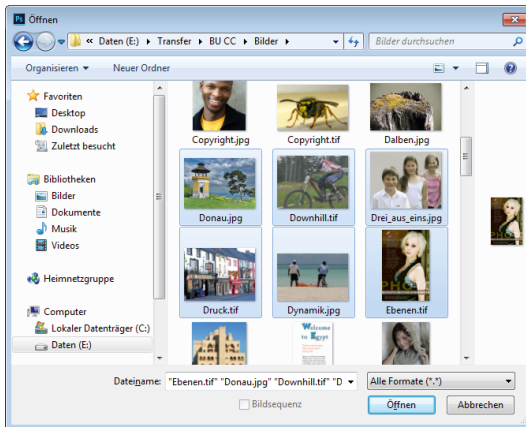 Ps Öffnen
« Daten (E:) Transfer BU CC Bilder
Bilder durchsuchen
Organisieren
Neuer Ordner
Favoriten
Desktop
Downloads
Zuletzt besucht
Bibliotheken
Bilder
Dokumente
Musik
Videos
Heimnetzgruppe
Computer
Lokaler Datenträger (C:)
Daten (E:)
Copyright.jpg
Copyright.tif
Dalben.jpg
Donau.jpg
Downhill.tif
Drei_aus_eins.jpg
Druck.tif
Dynamik.jpg
Ebenen.tif
Welcome
to Egypt
Dateiname:
"Ebenen.tif" "Donau.jpg" "Downhill.tif" "D
Alle Formate (*.*)
Bildsequenz
Öffnen
Abbrechen